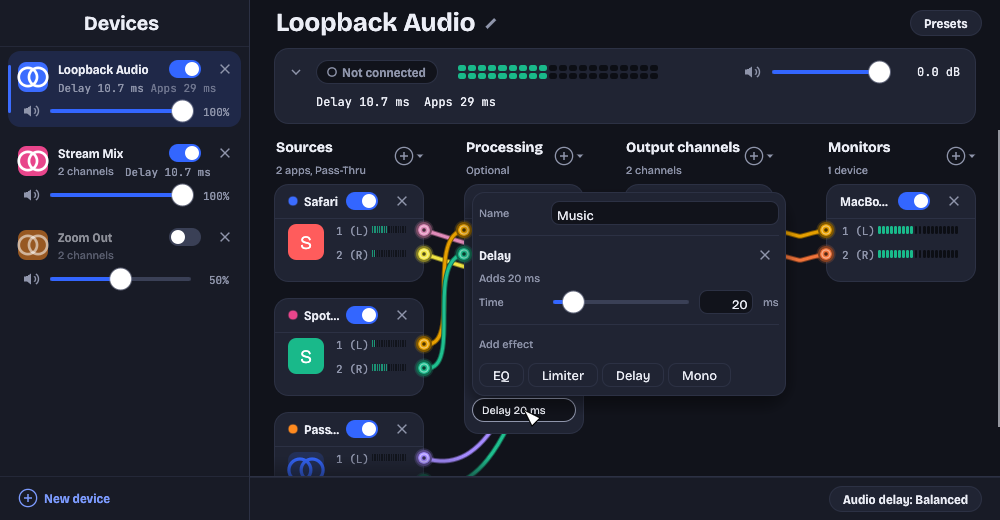 Devices
Loopback Audio
Delay 10.7 ms Apps 29 ms
100%
Stream Mix
2 channels Delay 10.7 ms
100%
Zoom Out
2 channels
50%
New device
Loopback Audio
Presets
Not connected
0.0 dB
Delay 10.7 ms Apps 29 ms
Sources
2 apps, Pass-Thru
Processing
Optional
Output channels
2 channels
Monitors
1 device
Safari
S
1 (L)
2 (R)
Spot...
S
1 (L)
2 (R)
Pass...
1 (L)
Name Music
Delay
Adds 20 ms
Time 20 ms
Add effect
EQ Limiter Delay Mono
Delay 20 ms
MacBo...
1 (L)
2 (R)
Audio delay: Balanced